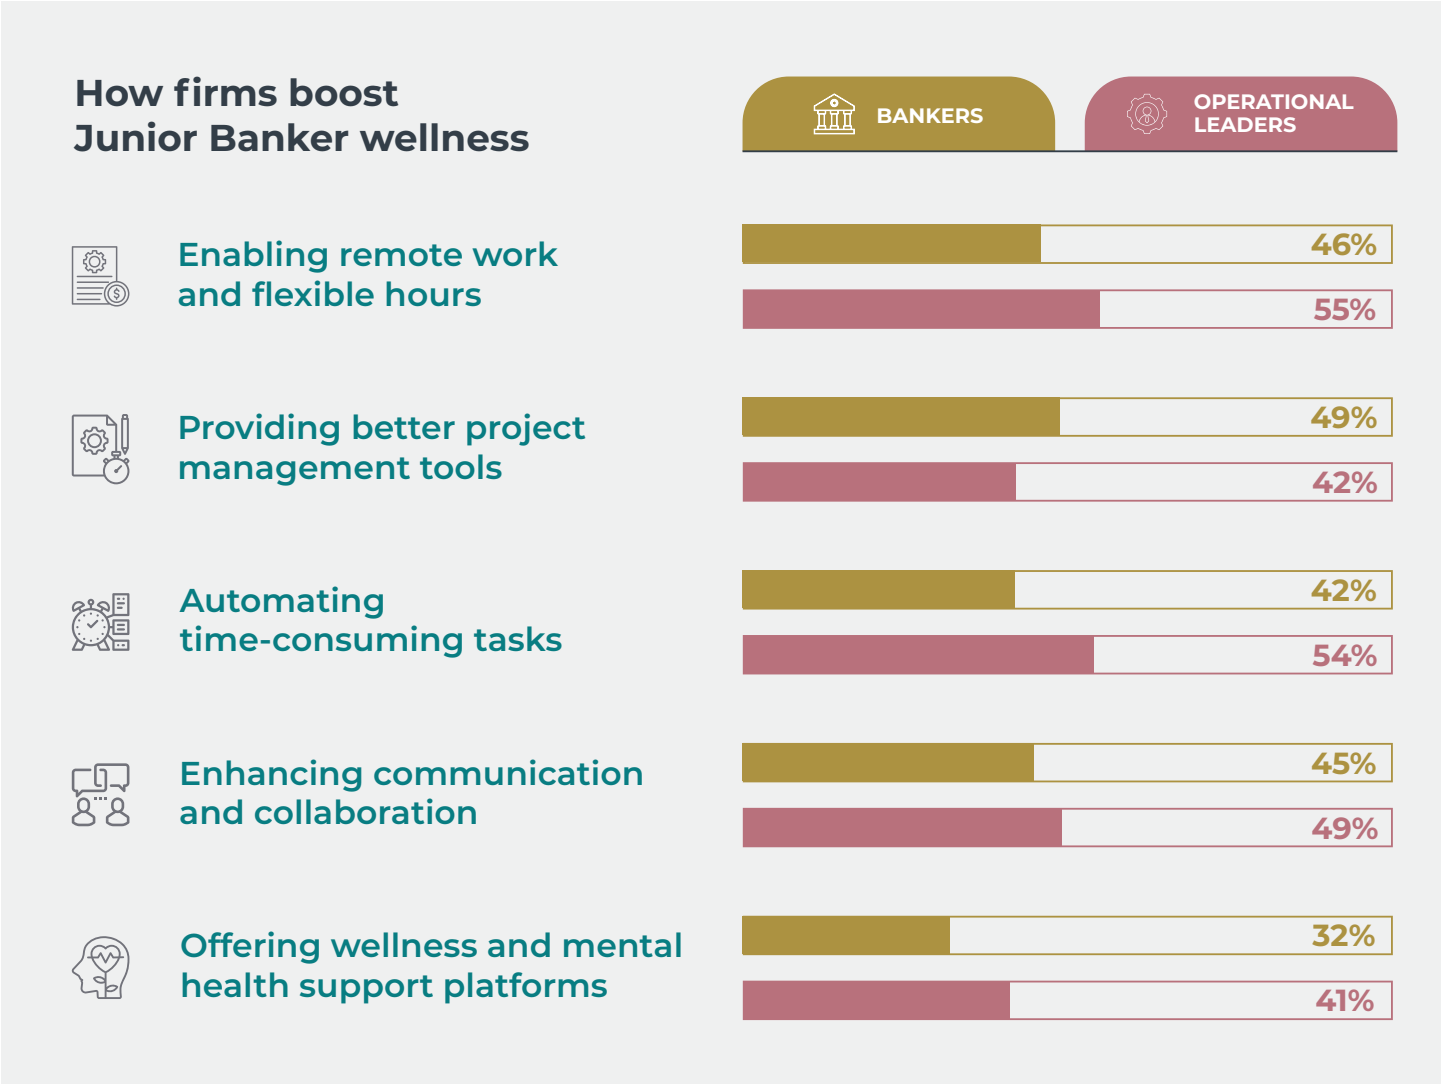 How firms boost
Junior Banker wellness
BANKERS
OPERATIONAL
LEADERS
Enabling remote work
and flexible hours
46%
55%
Providing better project
management tools
49%
42%
Automating
time-consuming tasks
42%
54%
Enhancing communication
and collaboration
45%
49%
Offering wellness and mental
health support platforms
32%
41%